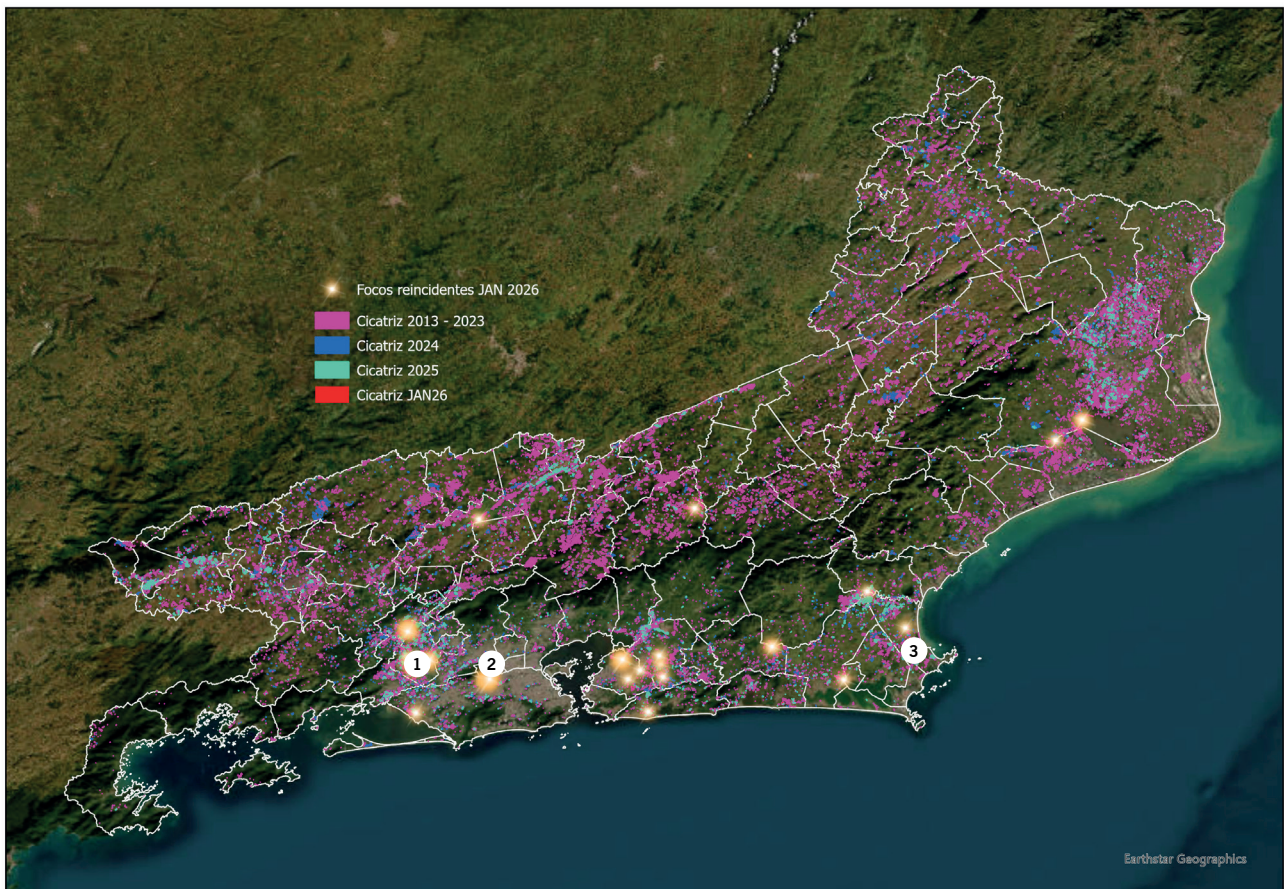 Focos reincidentes JAN 2026
Cicatriz 2013 - 2023
Cicatriz 2024
Cicatriz 2025
Cicatriz JAN26
1
2
3
Earthstar Geographics